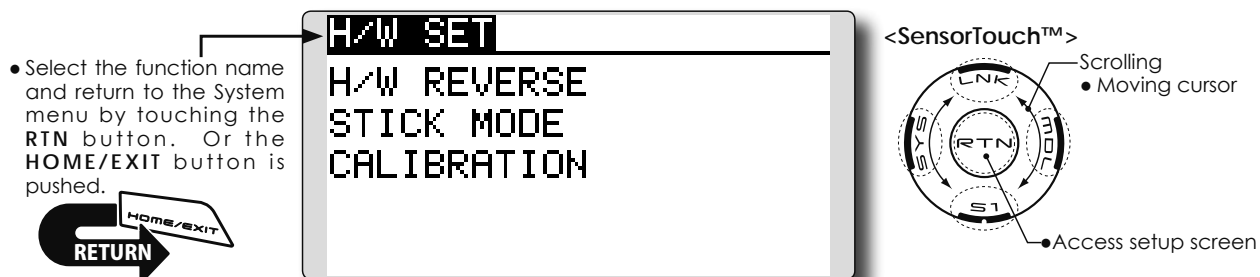 ● Select the function name
and return to the System
menu by touching the
RTN button. Or the
HOME/EXIT button is
pushed.
HOME/EXIT
RETURN
H/W SET
H/W REVERSE
STICK MODE
CALIBRATION
<SensorTouch™>
Scrolling
● Moving cursor
LNK
SYS
RTN
MDL
S1
●Access setup screen